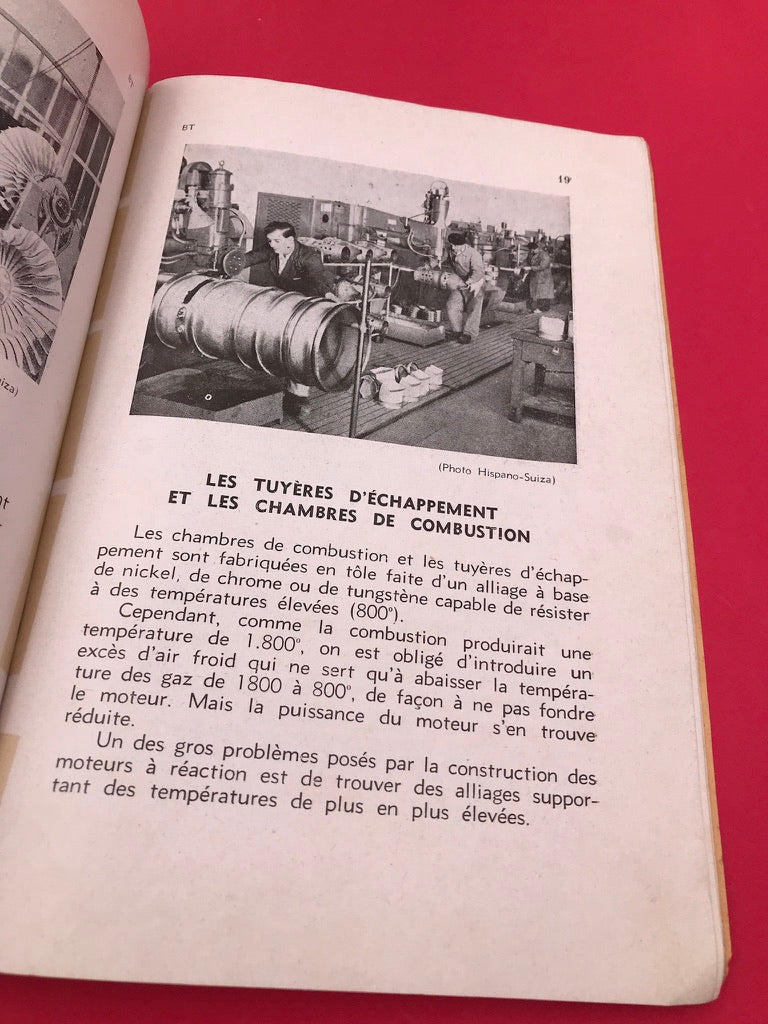 iza)
nt
BT
19
(Photo Hispano-Suiza)
LES TUYÈRES D'ÉCHAPPEMENT
ET LES CHAMBRES DE COMBUSTION
Les chambres de combustion et les tuyères d'échap-
pement sont fabriquées en tôle faite d'un alliage à base
de nickel, de chrome ou de tungstène capable de résister
à des températures élevées (800°).
Cependant, comme la combustion produirait une
température de 1.800°, on est obligé d'introduire un
excès d'air froid qui ne sert qu'à abaisser la tempéra-
ture des gaz de 1800 à 800°, de façon à ne pas fondre
le moteur. Mais la puissance du moteur s'en trouve
réduite.
Un des gros problèmes posés par la construction des
moteurs à réaction est de trouver des alliages suppor-
tant des températures de plus en plus élevées.